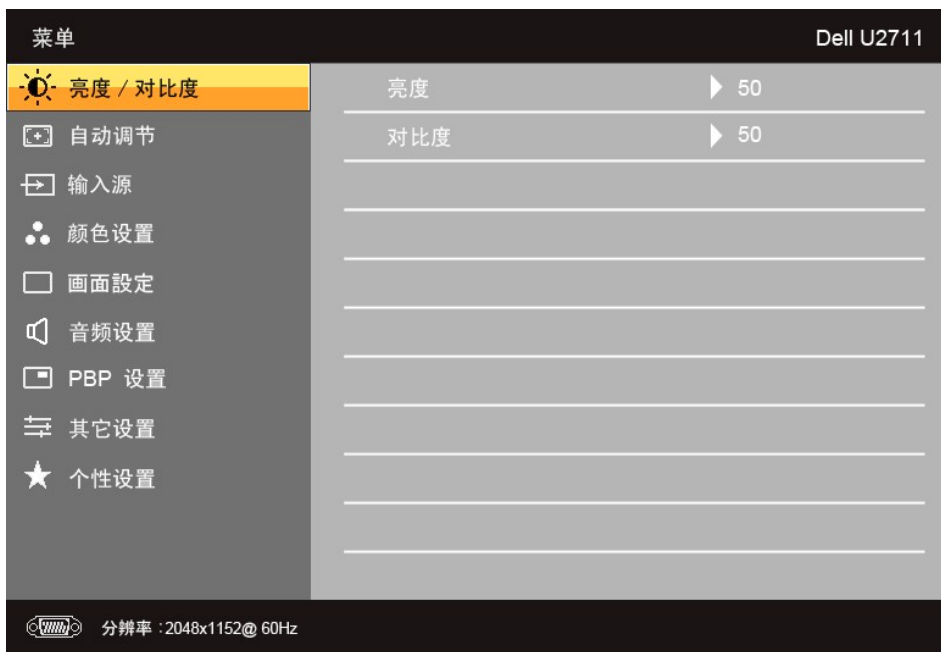 菜单
Dell U2711
亮度 / 对比度
亮度 50
自动调节
对比度 50
输入源
颜色设置
画面設定
音频设置
PBP 设置
其它设置
个性设置
分辨率 :2048x1152@ 60Hz